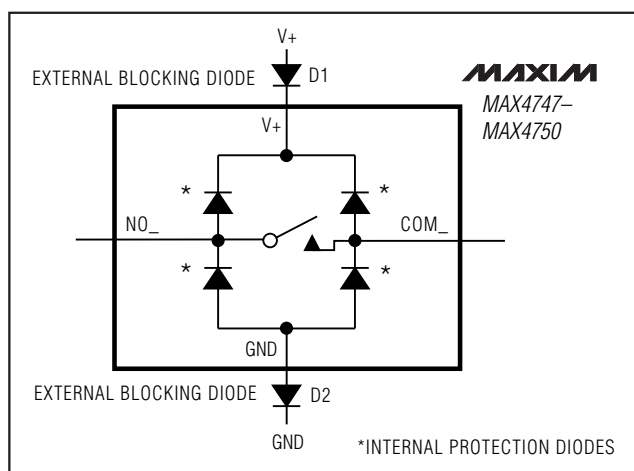 V+
EXTERNAL BLOCKING DIODE D1
MAXIM
MAX4747–
MAX4750
V+
* *
NO_ COM_
* *
GND
EXTERNAL BLOCKING DIODE D2
GND
*INTERNAL PROTECTION DIODES